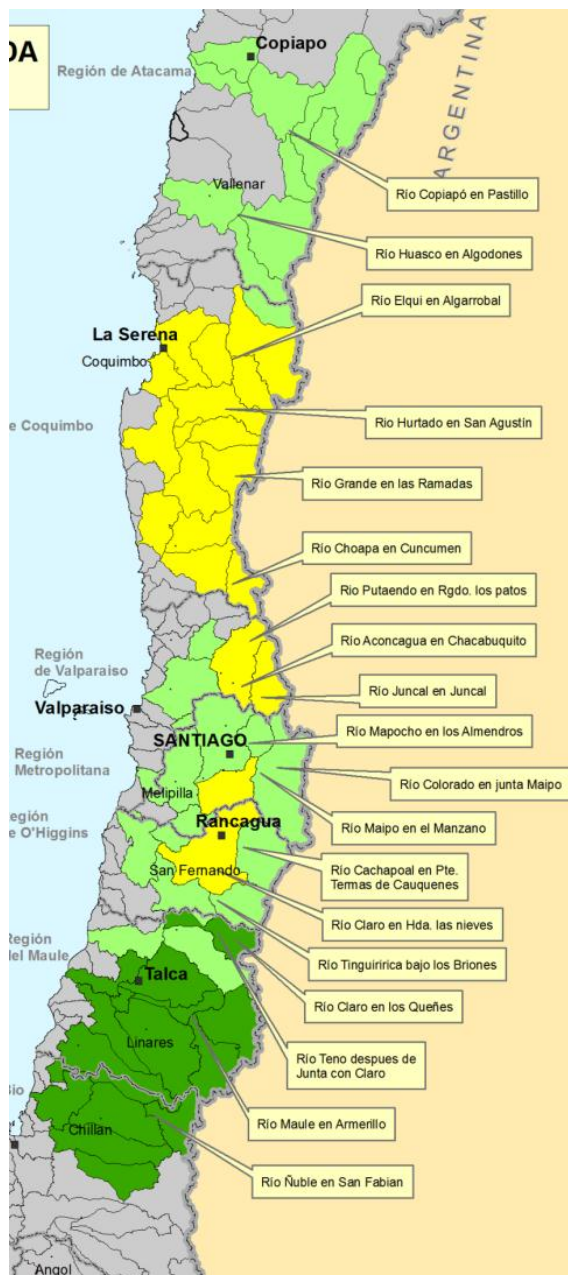 DA
Copiapo
Región de Atacama
ARGENTINA
Vallenar
Río Copiapó en Pastillo
Río Huasco en Algodones
Río Elqui en Algarrobal
La Serena
Coquimbo
e Coquimbo
Río Hurtado en San Agustín
Río Grande en las Ramadas
Río Choapa en Cuncumen
Río Putaendo en Rgdo. los patos
Río Aconcagua en Chacabuquito
Región
de Valparaiso
Río Juncal en Juncal
Valparaiso
Río Mapocho en los Almendros
SANTIAGO
Región
Metropolitana
Río Colorado en junta Maipo
Melipilla
Río Maipo en el Manzano
Región
e O'Higgins
Rancagua
San Fernando
Río Cachapoal en Pte.
Termas de Cauquenes
Río Claro en Hda. las nieves
Región
del Maule
Río Tinguiririca bajo los Briones
Talca
Río Claro en los Queñes
Linares
Río Teno despues de
Junta con Claro
Bio
Río Maule en Armerillo
Chillan
Río Ñuble en San Fabian
Angol